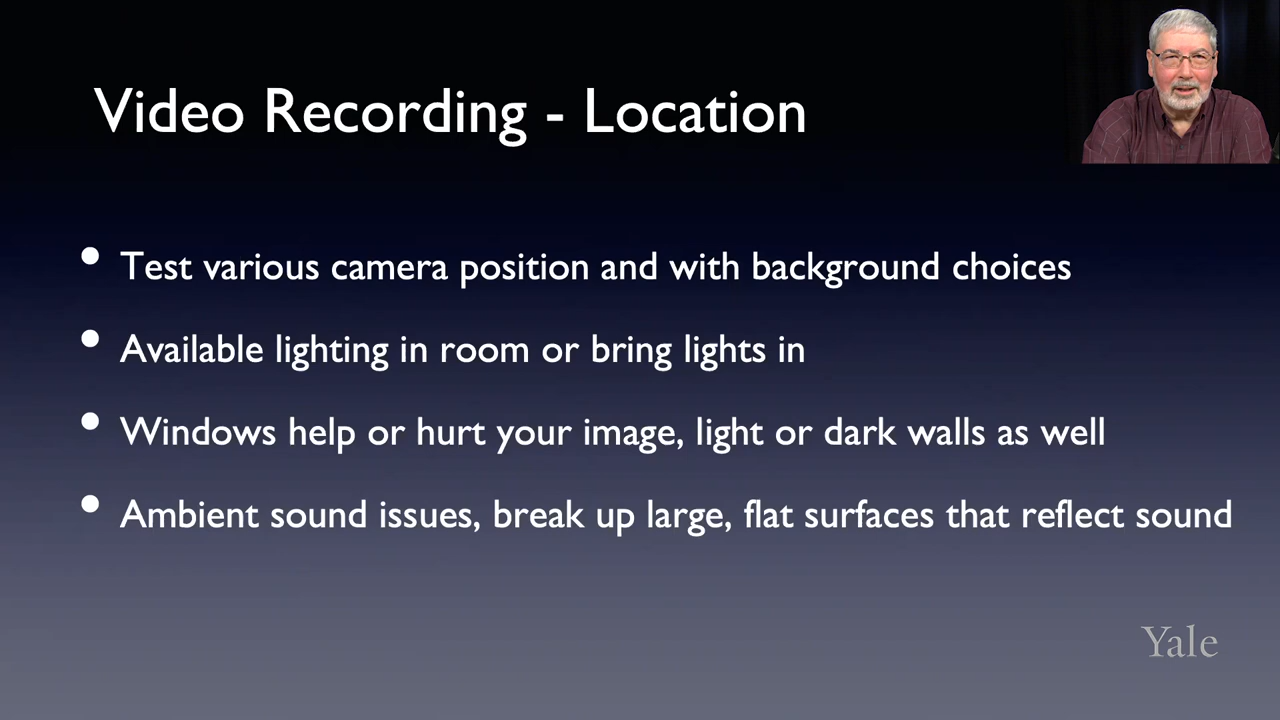 Video Recording - Location
• Test various camera position and with background choices
• Available lighting in room or bring lights in
• Windows help or hurt your image, light or dark walls as well
• Ambient sound issues, break up large, flat surfaces that reflect sound
Yale